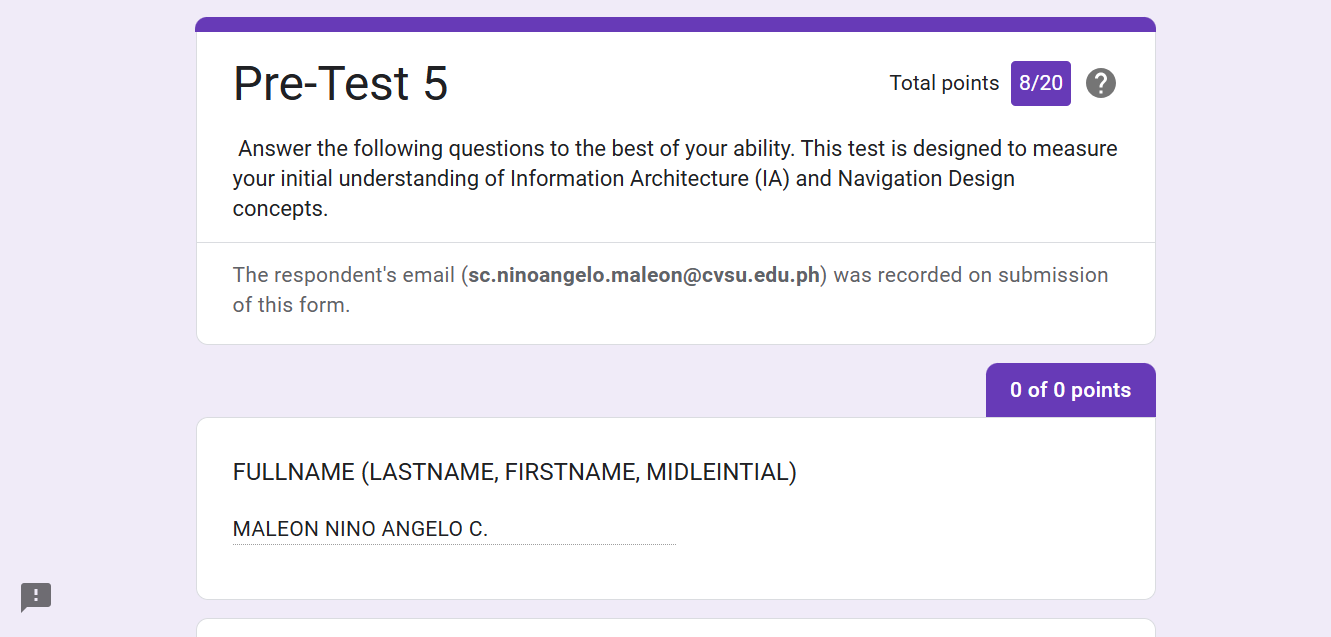 Pre-Test 5
Total points 8/20
Answer the following questions to the best of your ability. This test is designed to measure
your initial understanding of Information Architecture (IA) and Navigation Design
concepts.
The respondent's email (sc.ninoangelo.maleon@cvsu.edu.ph) was recorded on submission
of this form.
0 of 0 points
FULLNAME (LASTNAME, FIRSTNAME, MIDLEINTIAL)
MALEON NINO ANGELO C.